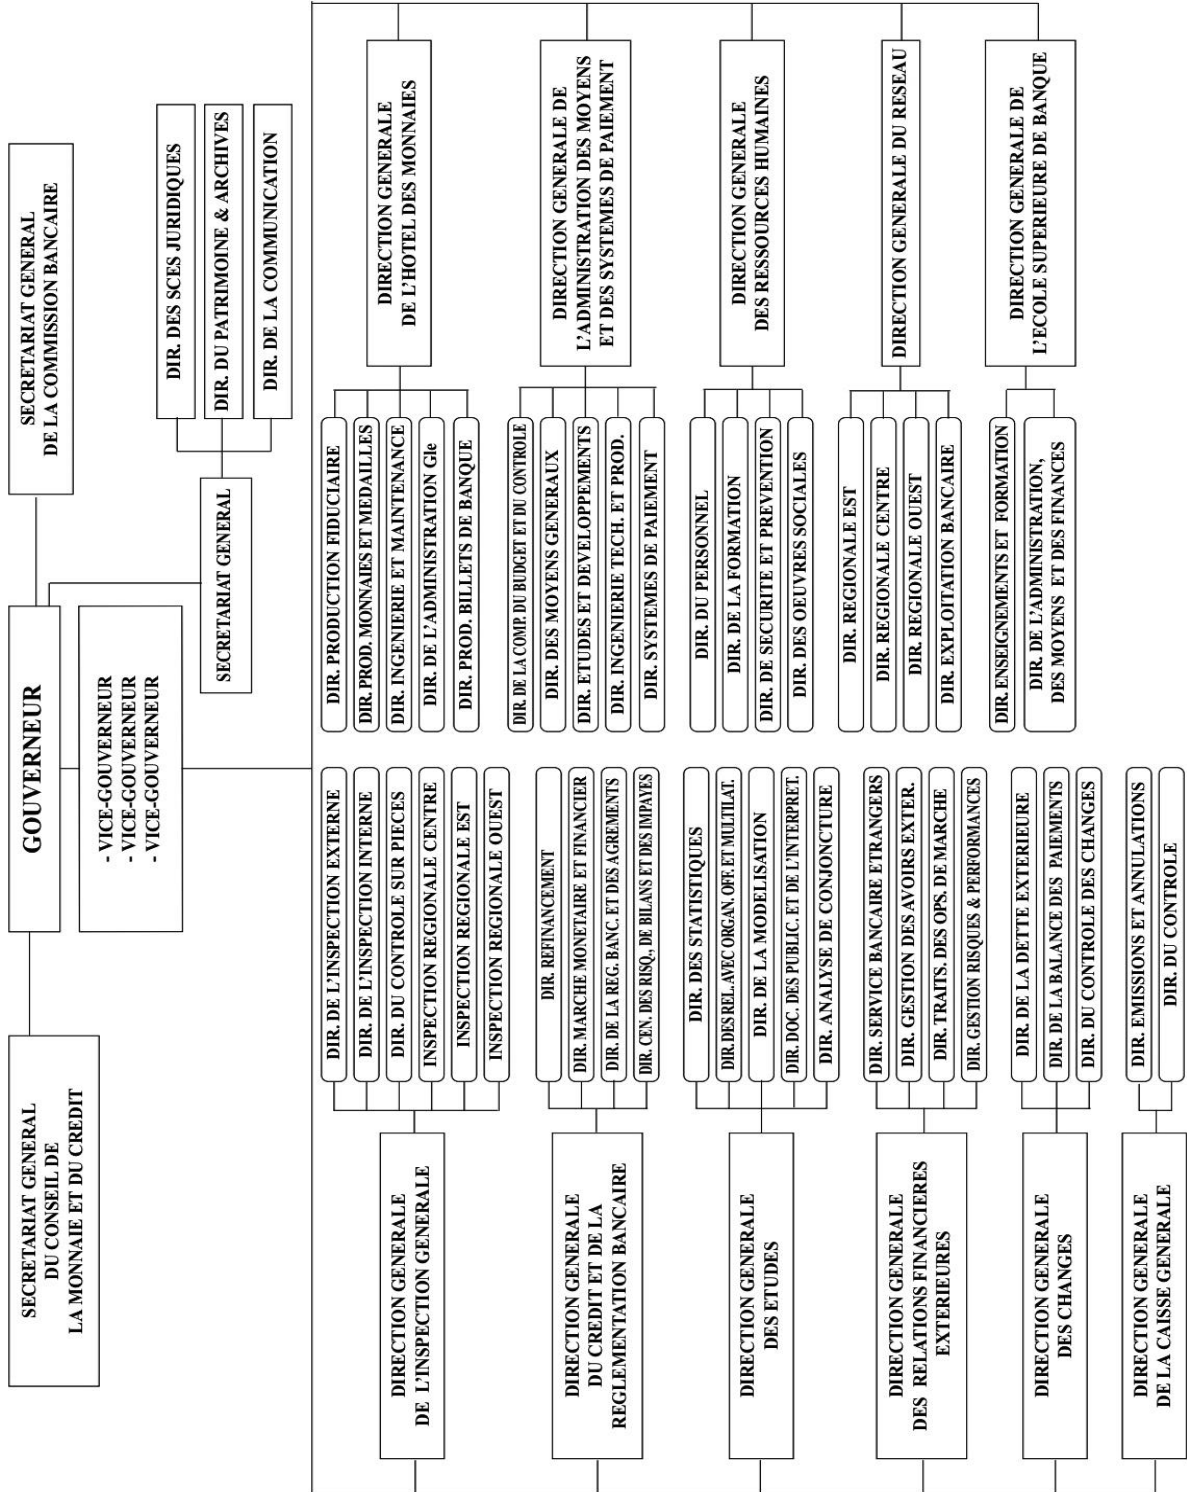 SECRETARIAT GENERAL
DU CONSEIL DE
LA MONNAIE ET DU CREDIT
GOUVERNEUR
SECRETARIAT GENERAL
DE LA COMMISSION BANCAIRE
- VICE-GOUVERNEUR
- VICE-GOUVERNEUR
- VICE-GOUVERNEUR
SECRETARIAT GENERAL
DIR. DES SCES JURIDIQUES
DIR. DU PATRIMOINE & ARCHIVES
DIR. DE LA COMMUNICATION
DIRECTION GENERALE
DE L'INSPECTION GENERALE
DIR. DE L'INSPECTION EXTERNE
DIR. DE L'INSPECTION INTERNE
DIR. DU CONTROLE SUR PIECES
INSPECTION REGIONALE CENTRE
INSPECTION REGIONALE EST
INSPECTION REGIONALE OUEST
DIRECTION GENERALE
DU CREDIT ET DE LA
REGLEMENTATION BANCAIRE
DIR. REFINANCEMENT
DIR. MARCHE MONETAIRE ET FINANCIER
DIR. DE LA REG. BANC. ET DES AGREMENTS
DIR. CEN. DES RISQ., DE BILANS ET DES IMPAYES
DIRECTION GENERALE
DES ETUDES
DIR. DES STATISTIQUES
DIR. DES REL. AVEC ORGAN. OFE ET MULTILAT.
DIR. DE LA MODELISATION
DIR. DOC. DES PUBLIC. ET DE L'INTERPRET.
DIR. ANALYSE DE CONJONCTURE
DIRECTION GENERALE
DES RELATIONS FINANCIERES
EXTERIEURES
DIR. SERVICE BANCAIRE ETRANGERS
DIR. GESTION DES AVOIRS EXTER.
DIR. TRAITS. DES OPS. DE MARCHE
DIR. GESTION RISQUES & PERFORMANCES
DIRECTION GENERALE
DES CHANGES
DIR. DE LA DETTE EXTERIEURE
DIR. DE LA BALANCE DES PAIEMENTS
DIR. DU CONTROLE DES CHANGES
DIRECTION GENERALE
DE LA CAISSE GENERALE
DIR. EMISSIONS ET ANNULATIONS
DIR. DU CONTROLE
DIR. PRODUCTION FIDUCIAIRE
DIR. PROD. MONNAIES ET MEDAILLES
DIR. INGENIERIE ET MAINTENANCE
DIR. DE L'ADMINISTRATION Gle
DIR. PROD. BILLETS DE BANQUE
DIRECTION GENERALE
DE L'HOTEL DES MONNAIES
DIR. DE LA COMP. DU BUDGET ET DU CONTROLE
DIR. DES MOYENS GENERAUX
DIR. ETUDES ET DEVELOPPEMENTS
DIR. INGENIERIE TECH. ET PROD.
DIR. SYSTEMES DE PAIEMENT
DIRECTION GENERALE DE
L'ADMINISTRATION DES MOYENS
ET DES SYSTEMES DE PAIEMENT
DIR. DU PERSONNEL
DIR. DE LA FORMATION
DIR. DE SECURITE ET PREVENTION
DIR. DES OEUVRES SOCIALES
DIRECTION GENERALE
DES RESSOURCES HUMAINES
DIR. REGIONALE EST
DIR. REGIONALE CENTRE
DIR. REGIONALE OUEST
DIR. EXPLOITATION BANCAIRE
DIRECTION GENERALE DU RESEAU
DIR. ENSEIGNEMENTS ET FORMATION
DIR. DE L'ADMINISTRATION,
DES MOYENS ET DES FINANCES
DIRECTION GENERALE DE
L'ECOLE SUPERIEURE DE BANQUE